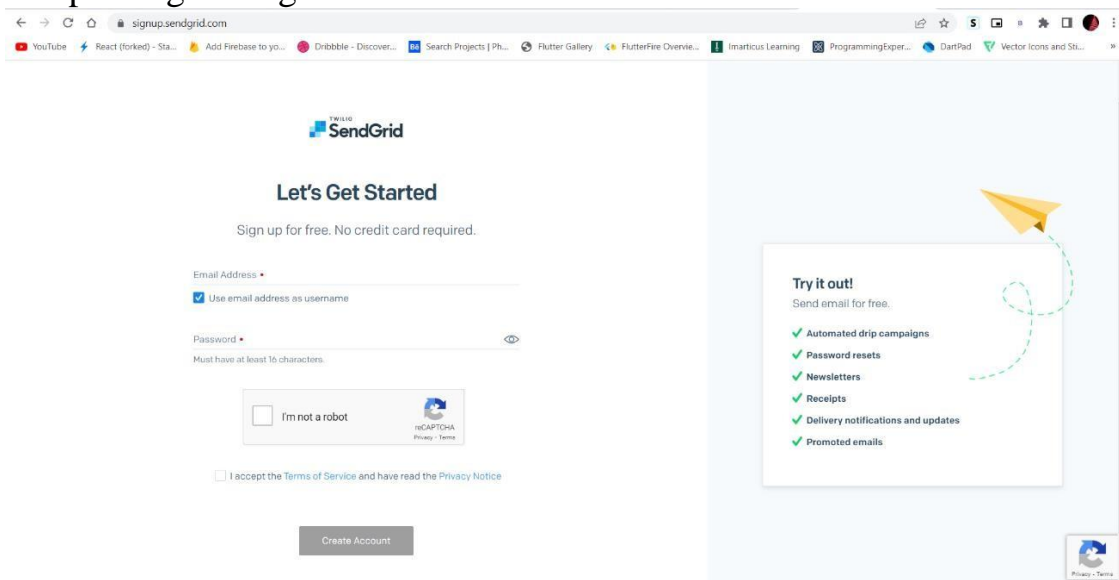 signup.sendgrid.com
YouTube
React (forked) - Sta...
Add Firebase to yo...
Dribbble - Discover...
Bē Search Projects | Ph...
Flutter Gallery
FlutterFire Overvie...
Imarticus Learning
ProgrammingExper...
DartPad
Vector Icons and Sti...
»
TWILIO
SendGrid
Let's Get Started
Sign up for free. No credit card required.
Email Address •
Use email address as username
Password •
Must have at least 16 characters.
I'm not a robot
reCAPTCHA
Privacy - Terms
I accept the Terms of Service and have read the Privacy Notice
Create Account
Try it out!
Send email for free.
Automated drip campaigns
Password resets
Newsletters
Receipts
Delivery notifications and updates
Promoted emails
Privacy - Terms